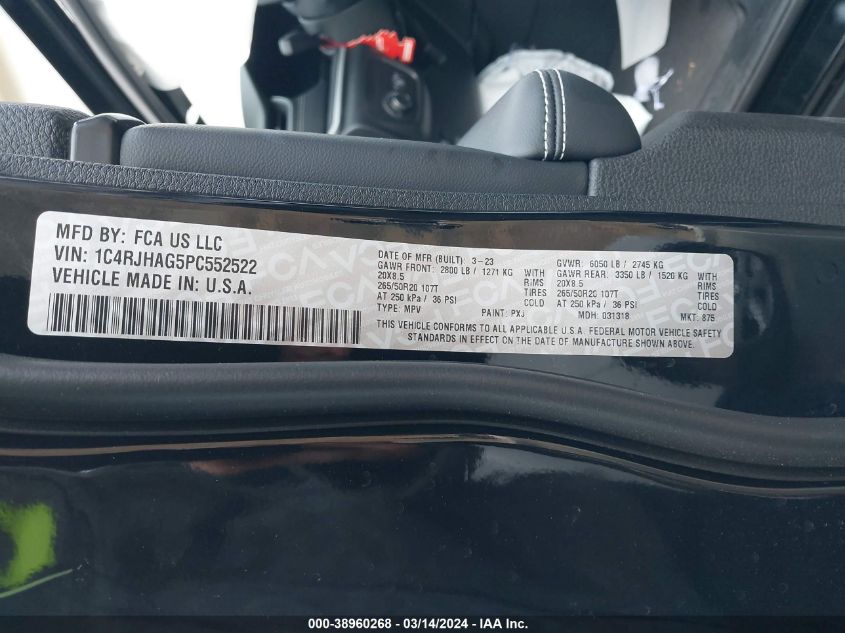 MFD BY: FCA US LLC
VIN: 1C4RJHAG5PC552522
VEHICLE MADE IN U.S.A.
DATE OF MFR (BUILT): 3-23
GAWR FRONT: 2800 LB / 1271 KG WITH
20X8.5 RIMS
265/50R20 107T TIRES
AT 250 kPa / 36 PSI COLD
TYPE: MPV PAINT: PXJ
GVWR: 6050 LB / 2745 KG
GAWR REAR: 3350 LB / 1520 KG WITH
20X8.5 RIMS
265/50R20 107T TIRES
AT 250 kPa / 36 PSI COLD
MDH: 031318 MKT: 875
THIS VEHICLE CONFORMS TO ALL APPLICABLE U.S.A. FEDERAL MOTOR VEHICLE SAFETY
STANDARDS IN EFFECT ON THE DATE OF MANUFACTURE SHOWN ABOVE.
000-38960268 - 03/14/2024 - IAA Inc.